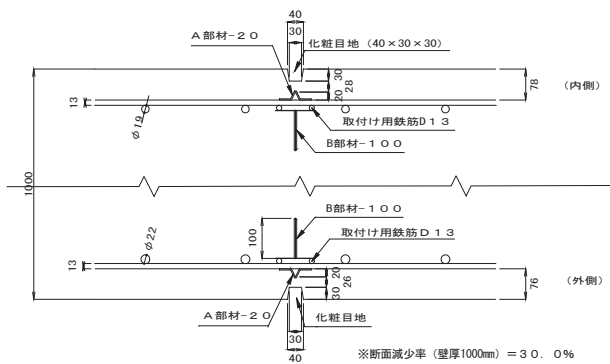 40
30
A部材-20
化粧目地（40×30×30）
30
28
20
78
（内側）
13
φ19
取付け用鉄筋D13
B部材-100
1000
B部材-100
100
φ22
取付け用鉄筋D13
13
20
26
30
76
（外側）
A部材-20
化粧目地
30
40
※断面減少率（壁厚1000㎜）＝30．0%